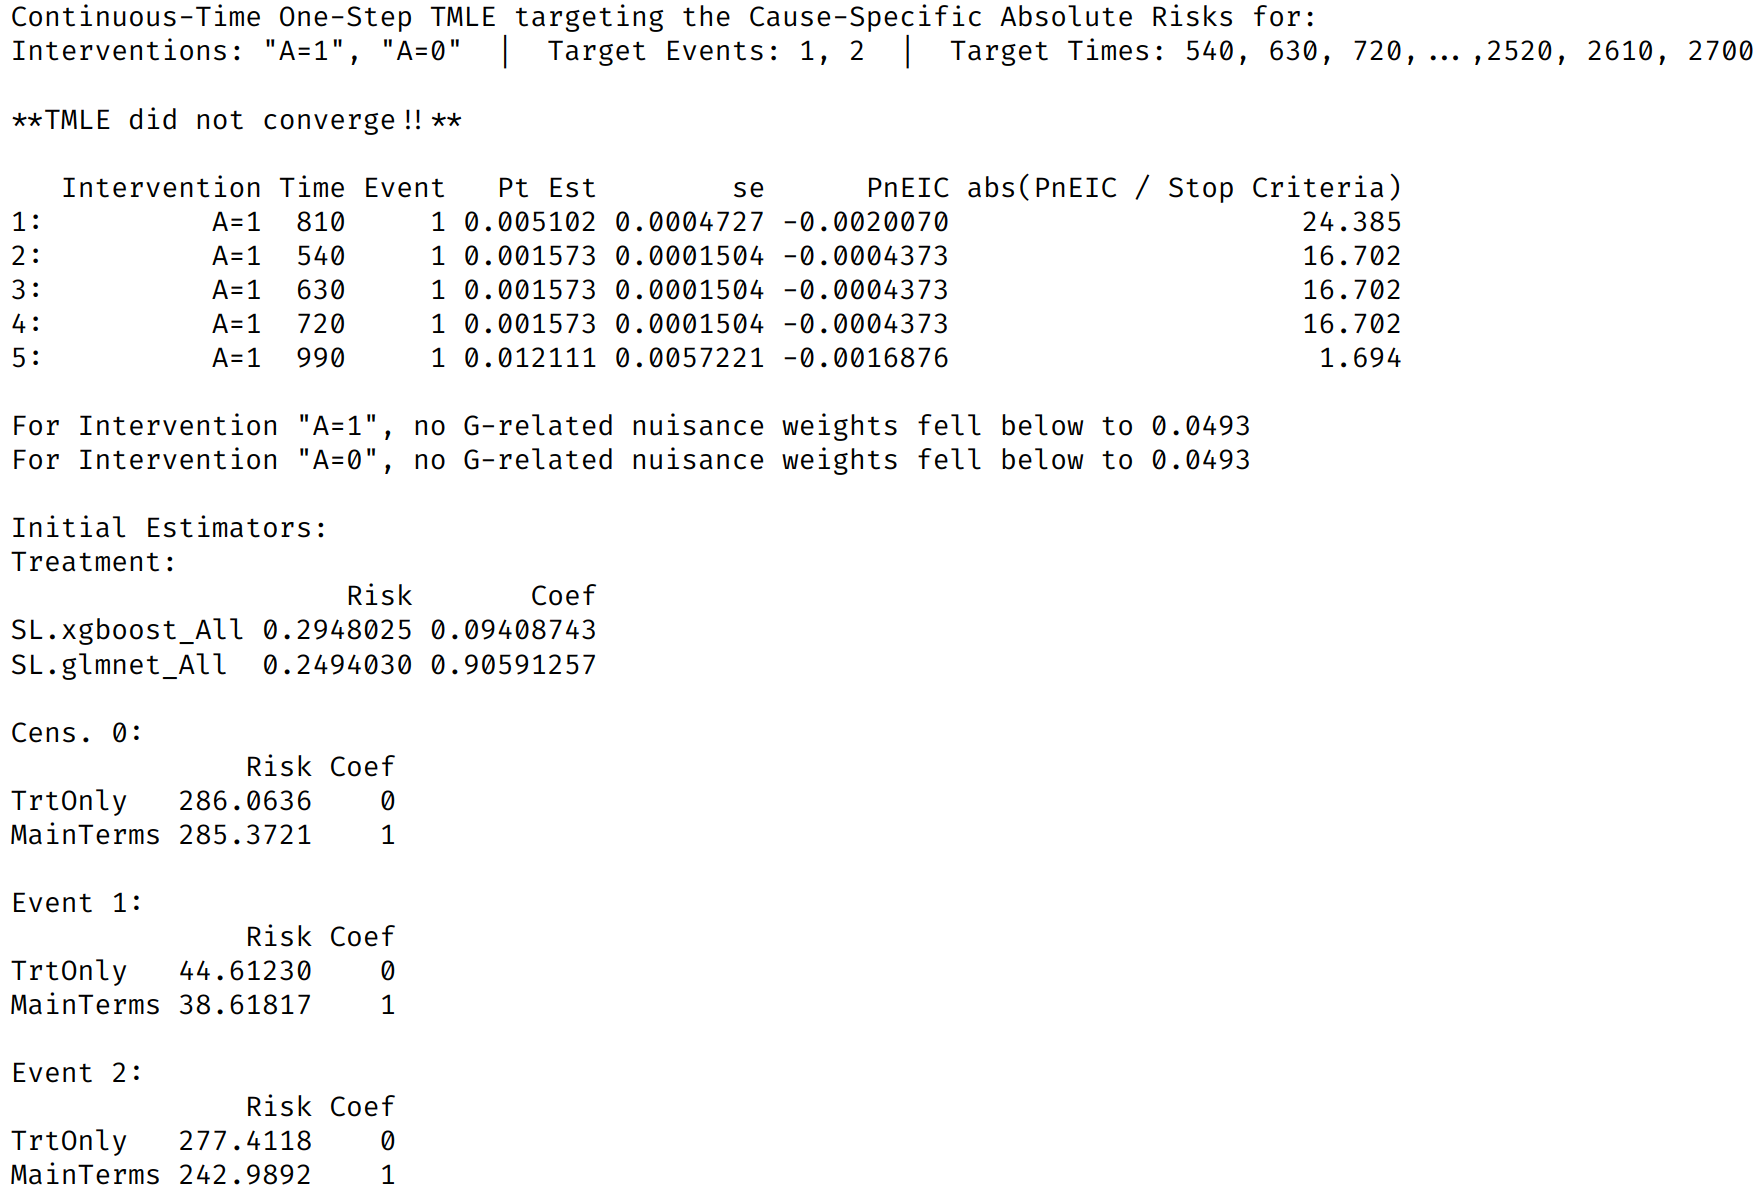 Continuous-Time One-Step TMLE targeting the Cause-Specific Absolute Risks for:
Interventions: "A=1", "A=0"  |  Target Events: 1, 2  |  Target Times: 540, 630, 720,...,2520, 2610, 2700
**TMLE did not converge!!**
   Intervention Time Event   Pt Est        se      PnEIC abs(PnEIC / Stop Criteria)
1:          A=1  810     1 0.005102 0.0004727 -0.0020070                     24.385
2:          A=1  540     1 0.001573 0.0001504 -0.0004373                     16.702
3:          A=1  630     1 0.001573 0.0001504 -0.0004373                     16.702
4:          A=1  720     1 0.001573 0.0001504 -0.0004373                     16.702
5:          A=1  990     1 0.012111 0.0057221 -0.0016876                      1.694
For Intervention "A=1", no G-related nuisance weights fell below to 0.0493
For Intervention "A=0", no G-related nuisance weights fell below to 0.0493
Initial Estimators:
Treatment:
                    Risk       Coef
SL.xgboost_All 0.2948025 0.09408743
SL.glmnet_All  0.2494030 0.90591257
Cens. 0:
              Risk Coef
TrtOnly   286.0636    0
MainTerms 285.3721    1
Event 1:
              Risk Coef
TrtOnly   44.61230    0
MainTerms 38.61817    1
Event 2:
              Risk Coef
TrtOnly   277.4118    0
MainTerms 242.9892    1